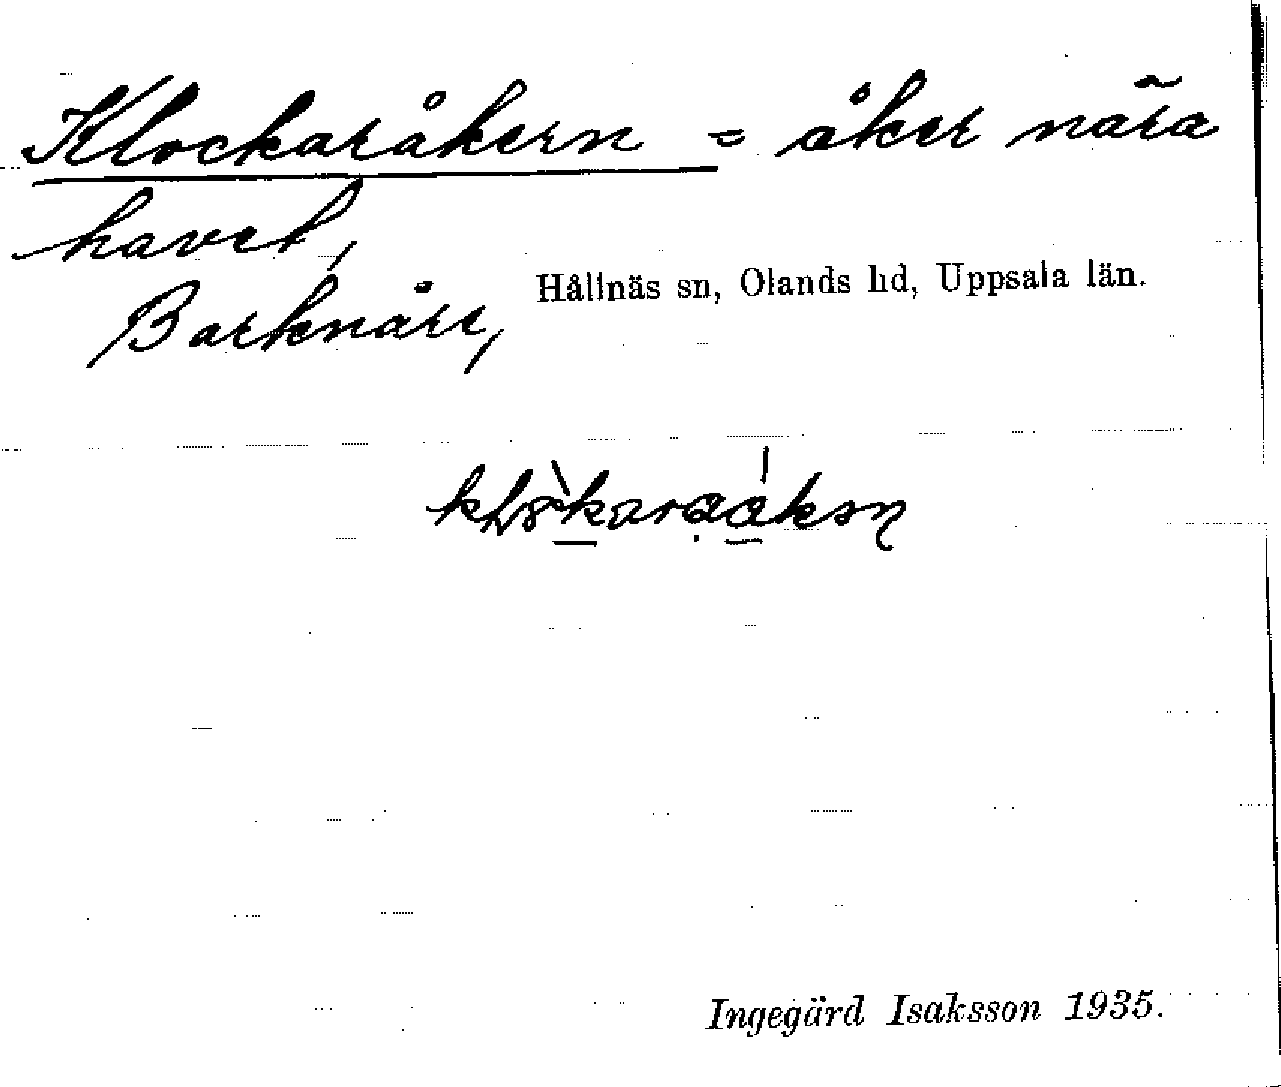 Klockaråkern = åker nära
havet,
Barknåre,
Hållnäs sn, Olands hd, Uppsala län.
Ingegärd Isaksson 1935.